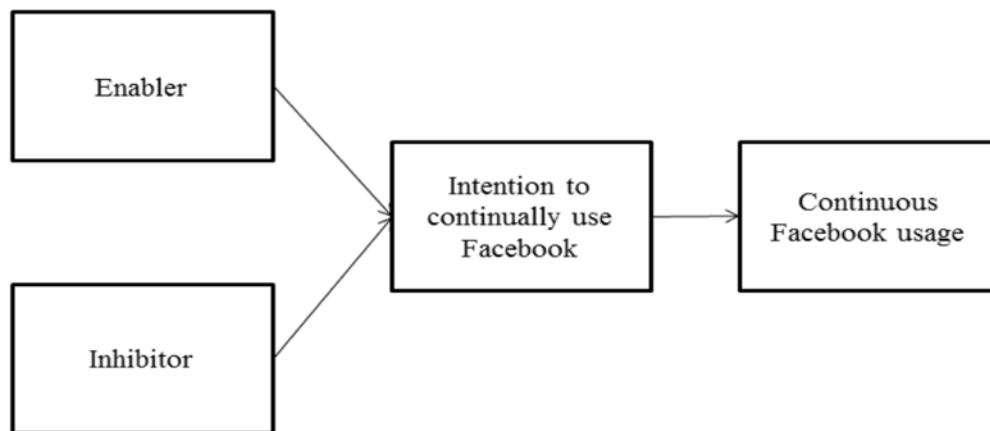 Enabler
Intention to
continually use
Facebook
Continuous
Facebook usage
Inhibitor